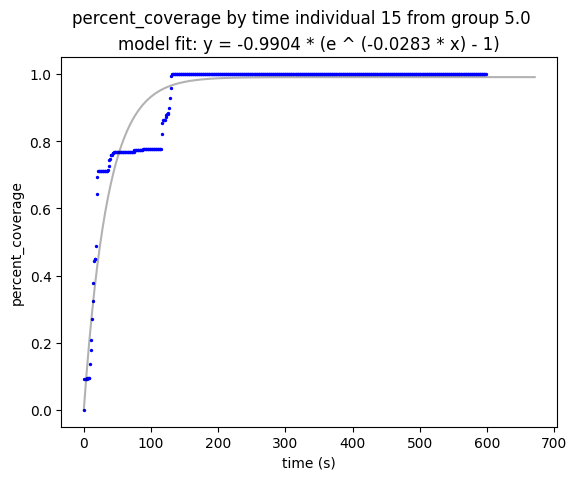 percent_coverage by time individual 15 from group 5.0
model fit: y = -0.9904 * (e ^ (-0.0283 * x) - 1)
1.0
0.8
0.6
0.4
0.2
0.0
percent_coverage
0 100 200 300 400 500 600 700
time (s)